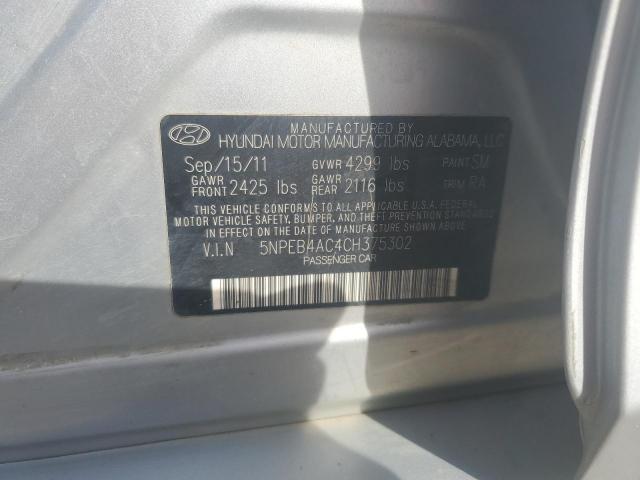 MANUFACTURED BY
HYUNDAI MOTOR MANUFACTURING ALABAMA, LLC
Sep/15/11 GVWR 4299 lbs PAINT SM
GAWR FRONT 2425 lbs GAWR REAR 2116 lbs TRIM RA
THIS VEHICLE CONFORMS TO ALL APPLICABLE U.S.A. FEDERAL
MOTOR VEHICLE SAFETY, BUMPER, AND THEFT PREVENTION STANDARDS
IN EFFECT ON THE DATE OF MANUFACTURE SHOWN ABOVE.
V.I.N 5NPEB4AC4CH375302
PASSENGER CAR